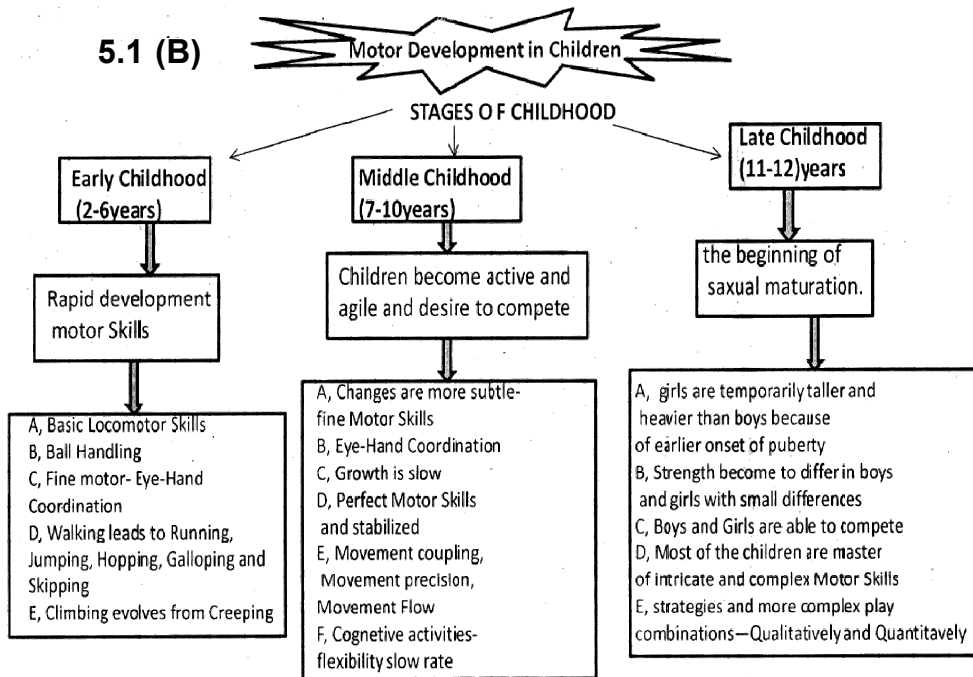 5.1 (B)
Motor Development in Children
STAGES OF CHILDHOOD
Early Childhood
(2-6years)
Rapid development
motor Skills
A, Basic Locomotor Skills
B, Ball Handling
C, Fine motor- Eye-Hand
Coordination
D, Walking leads to Running,
Jumping, Hopping, Galloping and
Skipping
E, Climbing evolves from Creeping
Middle Childhood
(7-10years)
Children become active and
agile and desire to compete
A, Changes are more subtle-
fine Motor Skills
B, Eye-Hand Coordination
C, Growth is slow
D, Perfect Motor Skills
and stabilized
E, Movement coupling,
Movement precision,
Movement Flow
F, Cognetive activities-
flexibility slow rate
Late Childhood
(11-12)years
the beginning of
saxual maturation.
A, girls are temporarily taller and
heavier than boys because
of earlier onset of puberty
B, Strength become to differ in boys
and girls with small differences
C, Boys and Girls are able to compete
D, Most of the children are master
of intricate and complex Motor Skills
E, strategies and more complex play
combinations—Qualitatively and Quantitavely